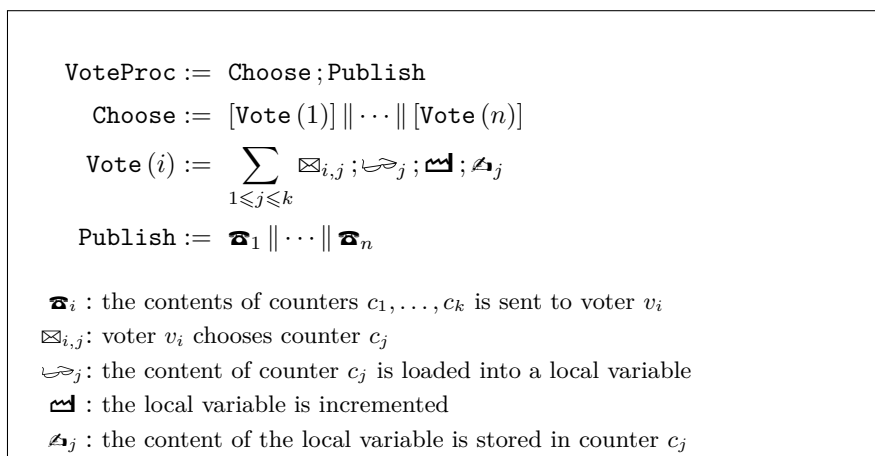 VoteProc := Choose ; Publish
Choose := [Vote (1)] ∥ ⋯ ∥ [Vote (n)]
Vote (i) := ∑_{1⩽j⩽k} ✉_{i,j} ; 👓_j ; 🏭 ; ✍_j
Publish := ☎_1 ∥ ⋯ ∥ ☎_n
☎_i : the contents of counters c_1, . . . , c_k is sent to voter v_i
✉_{i,j}: voter v_i chooses counter c_j
👓_j: the content of counter c_j is loaded into a local variable
🏭 : the local variable is incremented
✍_j : the content of the local variable is stored in counter c_j